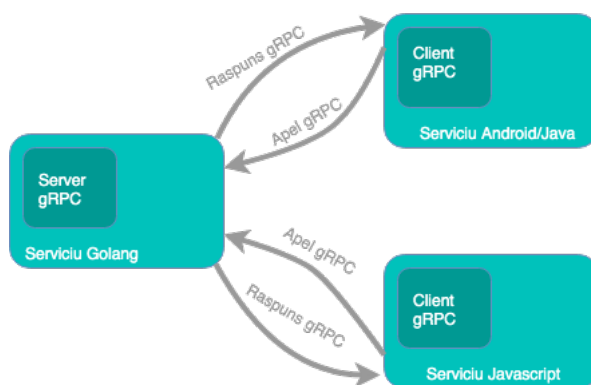 Raspuns gRPC
Client
gRPC
Apel gRPC
Serviciu Android/Java
Server
gRPC
Serviciu Golang
Apel gRPC
Raspuns gRPC
Client
gRPC
Serviciu Javascript